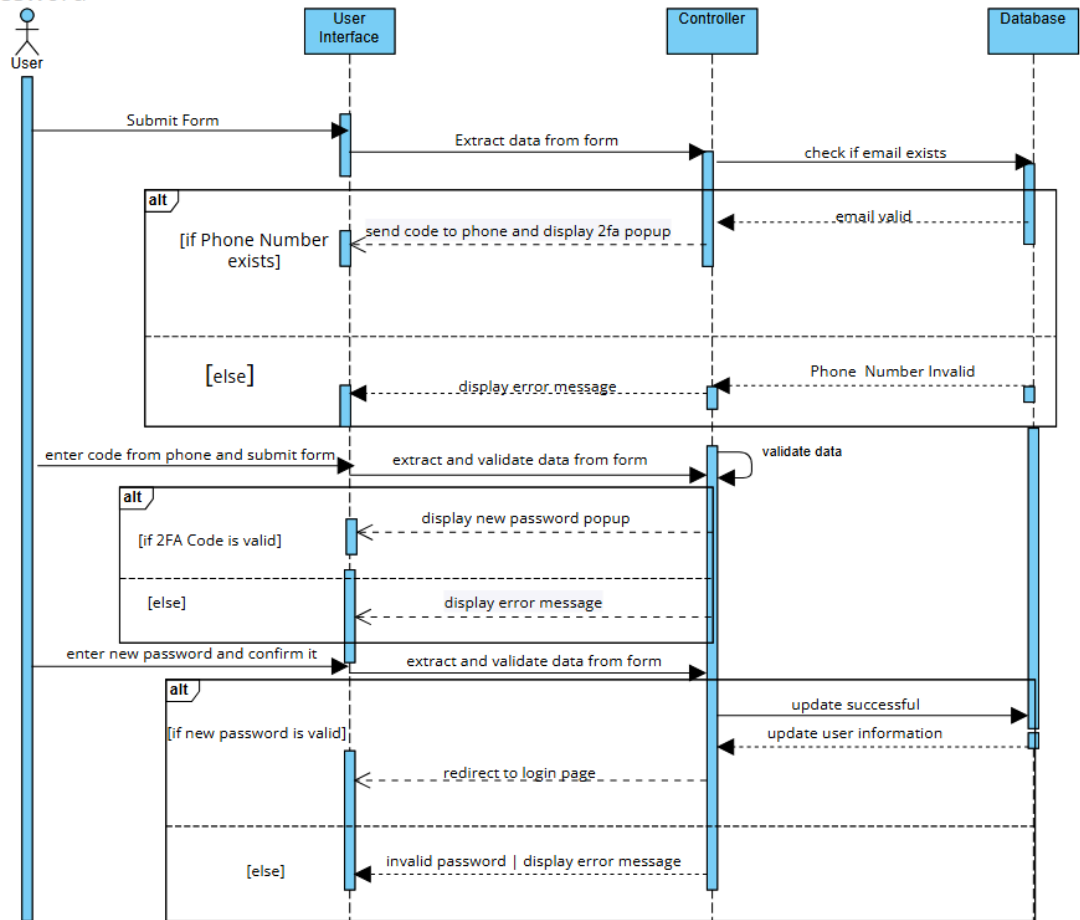 User
Interface
Controller
Database
User
Submit Form
Extract data from form
check if email exists
alt
email valid
send code to phone and display 2fa popup
[if Phone Number
exists]
[else]
Phone Number Invalid
display error message
enter code from phone and submit form
extract and validate data from form
validate data
alt
display new password popup
[if 2FA Code is valid]
[else]
display error message
enter new password and confirm it
extract and validate data from form
alt
update successful
[if new password is valid]
update user information
redirect to login page
invalid password | display error message
[else]